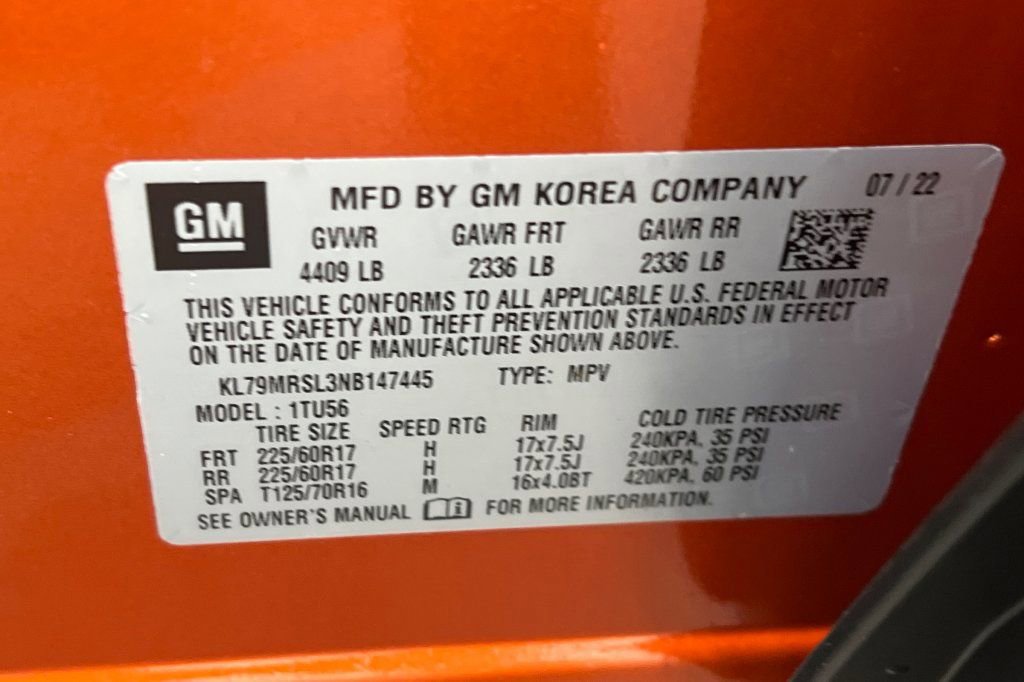 GM
MFD BY GM KOREA COMPANY 07 / 22
GVWR GAWR FRT GAWR RR
4409 LB 2336 LB 2336 LB
THIS VEHICLE CONFORMS TO ALL APPLICABLE U.S. FEDERAL MOTOR
VEHICLE SAFETY AND THEFT PREVENTION STANDARDS IN EFFECT
ON THE DATE OF MANUFACTURE SHOWN ABOVE.
KL79MRSL3NB147445 TYPE: MPV
MODEL : 1TU56
TIRE SIZE SPEED RTG RIM COLD TIRE PRESSURE
FRT 225/60R17 H 17x7.5J 240KPA, 35 PSI
RR 225/60R17 H 17x7.5J 240KPA, 35 PSI
SPA T125/70R16 M 16x4.0BT 420KPA, 60 PSI
SEE OWNER'S MANUAL FOR MORE INFORMATION.